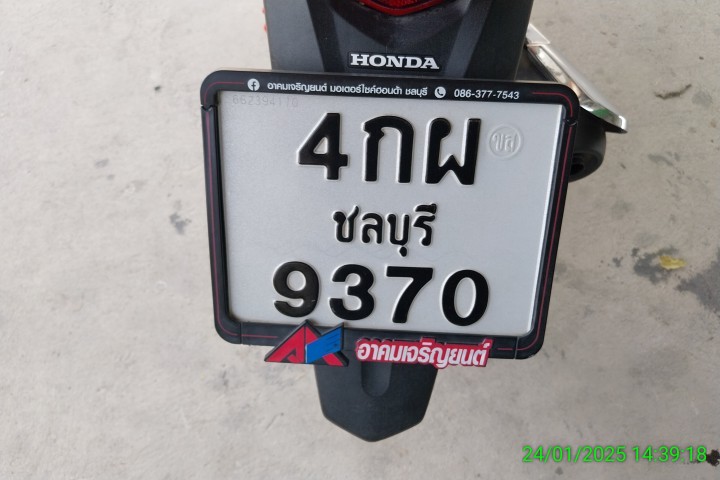 HONDA
อาคมเจริญยนต์ มอเตอร์ไซค์ฮอนด้า ชลบุรี 086-377-7543
662394110
4กผ
ขส
ชลบุรี
9370
อาคมเจริญยนต์
24/01/2025 14:39:18